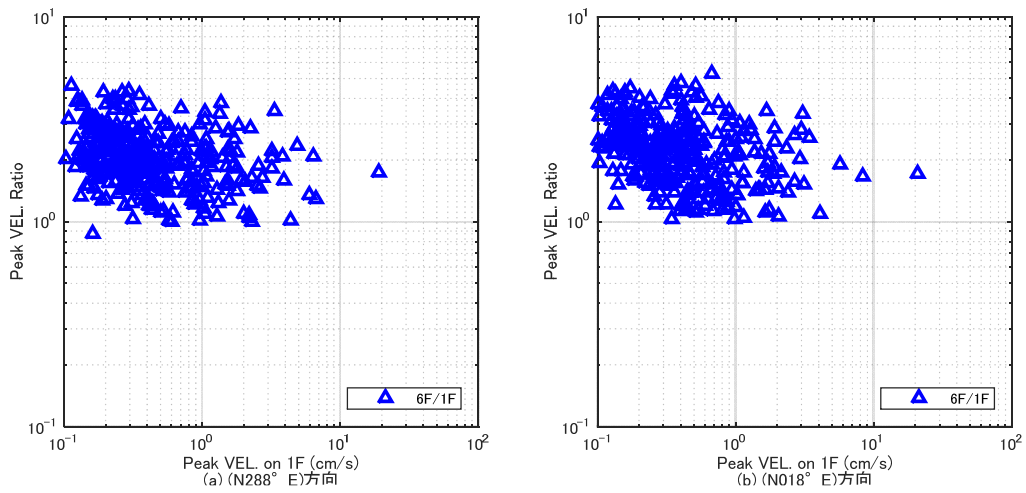 10¹
10⁰
10⁻¹
Peak VEL. Ratio
6F/1F
10⁻¹ 10⁰ 10¹ 10²
Peak VEL. on 1F (cm/s)
(a) (N288° E)方向
10¹
10⁰
10⁻¹
Peak VEL. Ratio
6F/1F
10⁻¹ 10⁰ 10¹ 10²
Peak VEL. on 1F (cm/s)
(b) (N018° E)方向